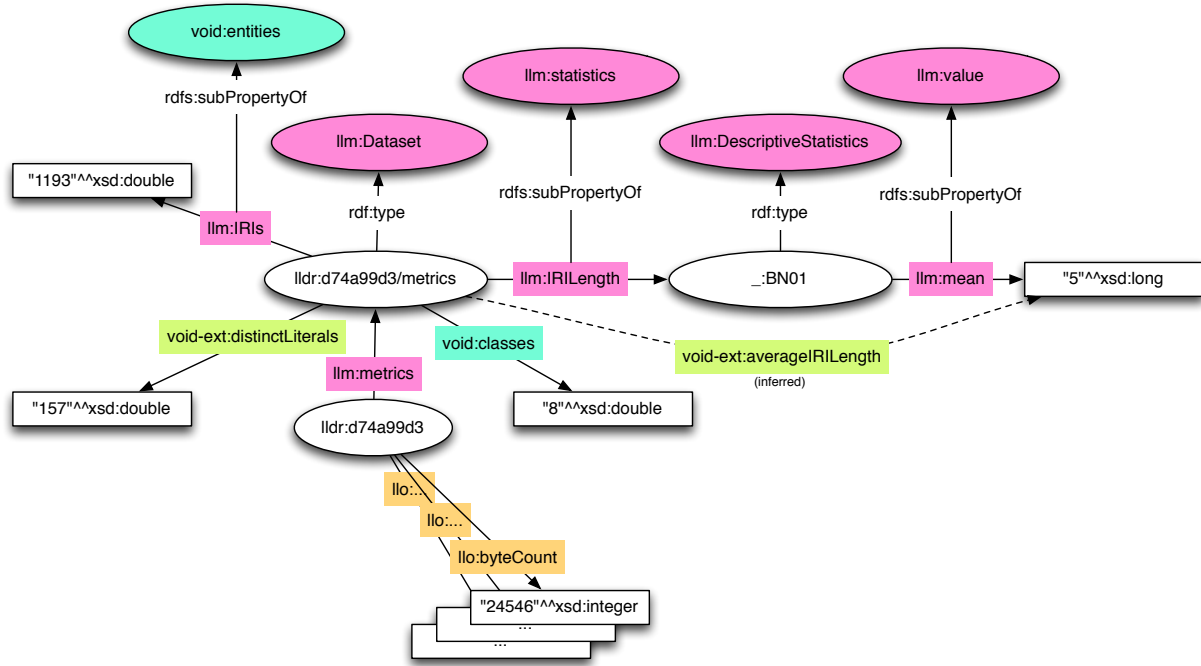 void:entities
llm:statistics
llm:value
rdfs:subPropertyOf
llm:Dataset
llm:DescriptiveStatistics
"1193"^^xsd:double
rdfs:subPropertyOf
rdfs:subPropertyOf
rdf:type
rdf:type
llm:IRIs
lldr:d74a99d3/metrics
llm:IRILength
_:BN01
llm:mean
"5"^^xsd:long
void-ext:distinctLiterals
void:classes
void-ext:averageIRILength
(inferred)
llm:metrics
"157"^^xsd:double
"8"^^xsd:double
lldr:d74a99d3
llo:...
llo:...
llo:byteCount
"24546"^^xsd:integer
...
...